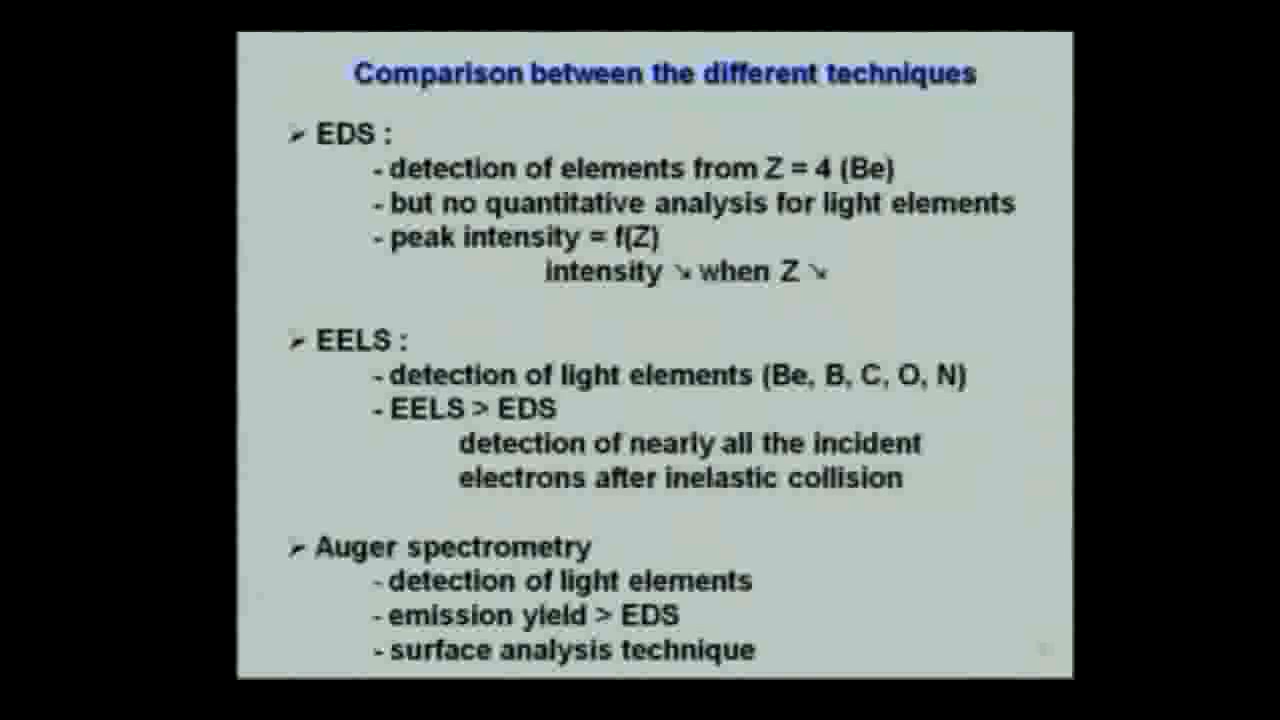 Comparison between the different techniques
➢ EDS :
- detection of elements from Z = 4 (Be)
- but no quantitative analysis for light elements
- peak intensity = f(Z)
intensity ↘ when Z ↘
➢ EELS :
- detection of light elements (Be, B, C, O, N)
- EELS > EDS
detection of nearly all the incident
electrons after inelastic collision
➢ Auger spectrometry
- detection of light elements
- emission yield > EDS
- surface analysis technique